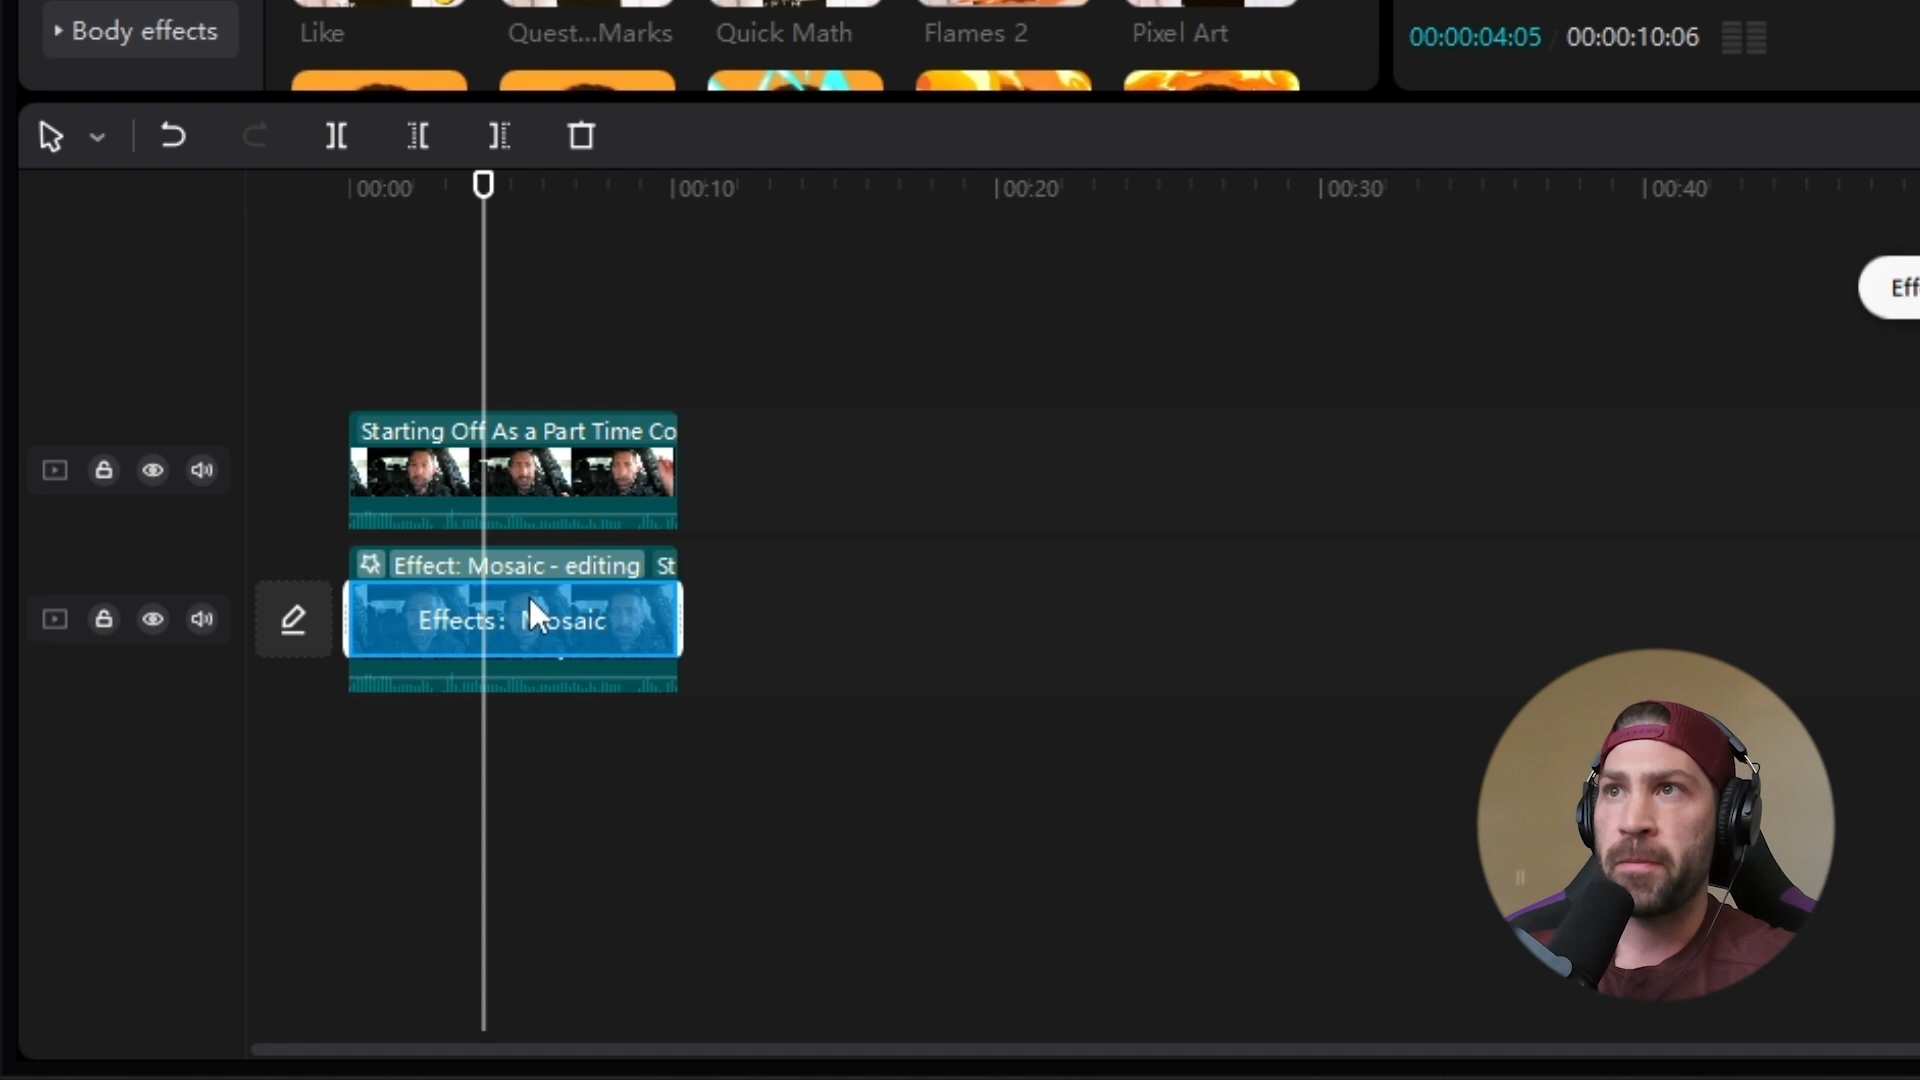 Body effects
Like
Quest...Marks
Quick Math
Flames 2
Pixel Art
00:00:04:05 / 00:00:10:06
00:00
00:10
00:20
00:30
00:40
Eff
Starting Off As a Part Time Co
Effect: Mosaic - editing St
Effects: Mosaic